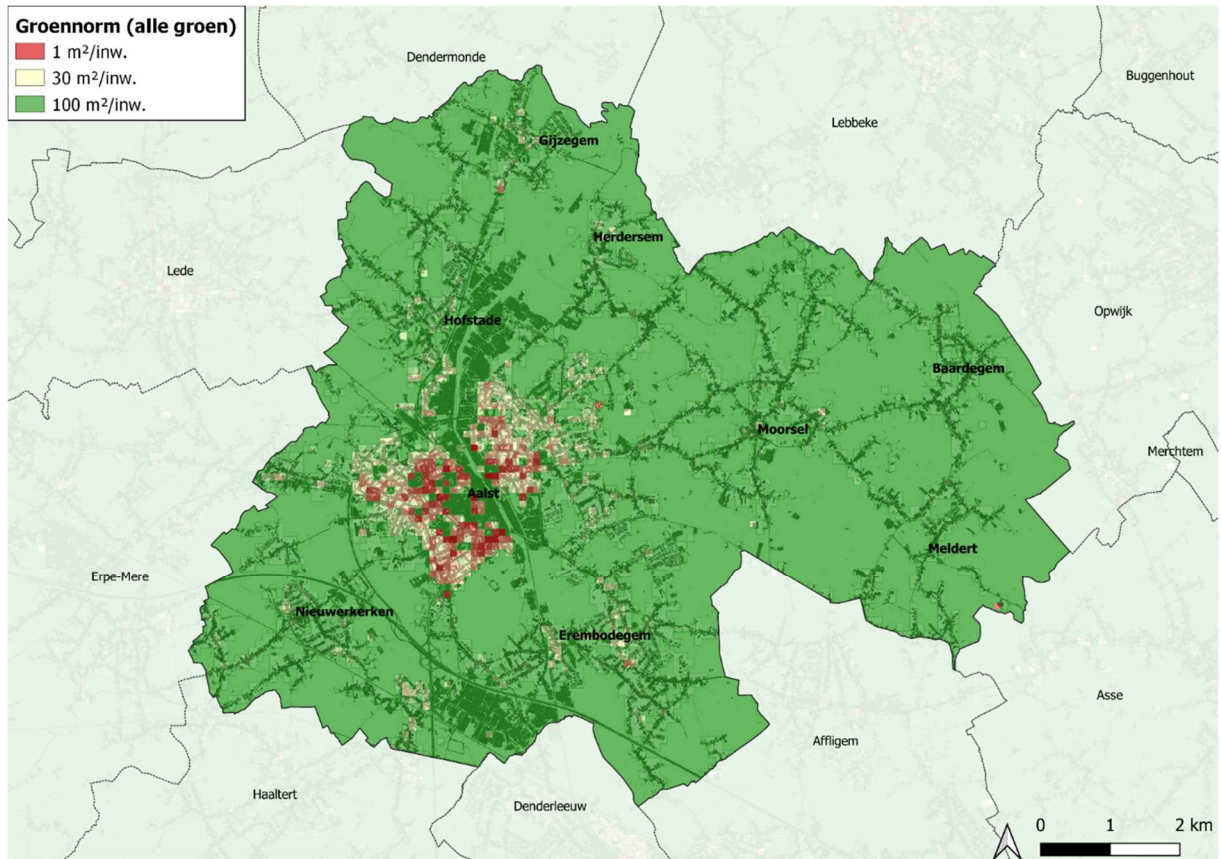 Groennorm (alle groen)
1 m²/inw.
30 m²/inw.
100 m²/inw.
Dendermonde
Buggenhout
Lebbeke
Gijzegem
Herdersem
Lede
Opwijk
Hofstade
Baardegem
Moorsel
Merchtem
Aalst
Meldert
Erpe-Mere
Nieuwerkerken
Erembodegem
Asse
Affligem
Haaltert
Denderleeuw
0 1 2 km